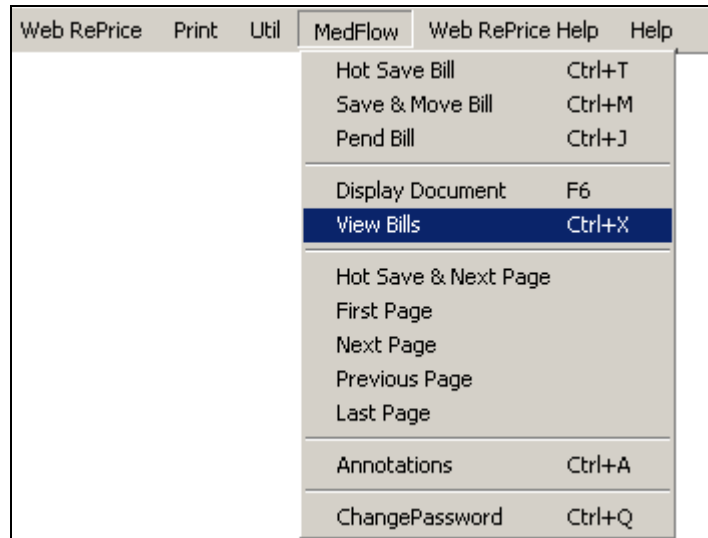 Web RePrice Print Util MedFlow Web RePrice Help Help
Hot Save Bill Ctrl+T
Save & Move Bill Ctrl+M
Pend Bill Ctrl+J
Display Document F6
View Bills Ctrl+X
Hot Save & Next Page
First Page
Next Page
Previous Page
Last Page
Annotations Ctrl+A
ChangePassword Ctrl+Q